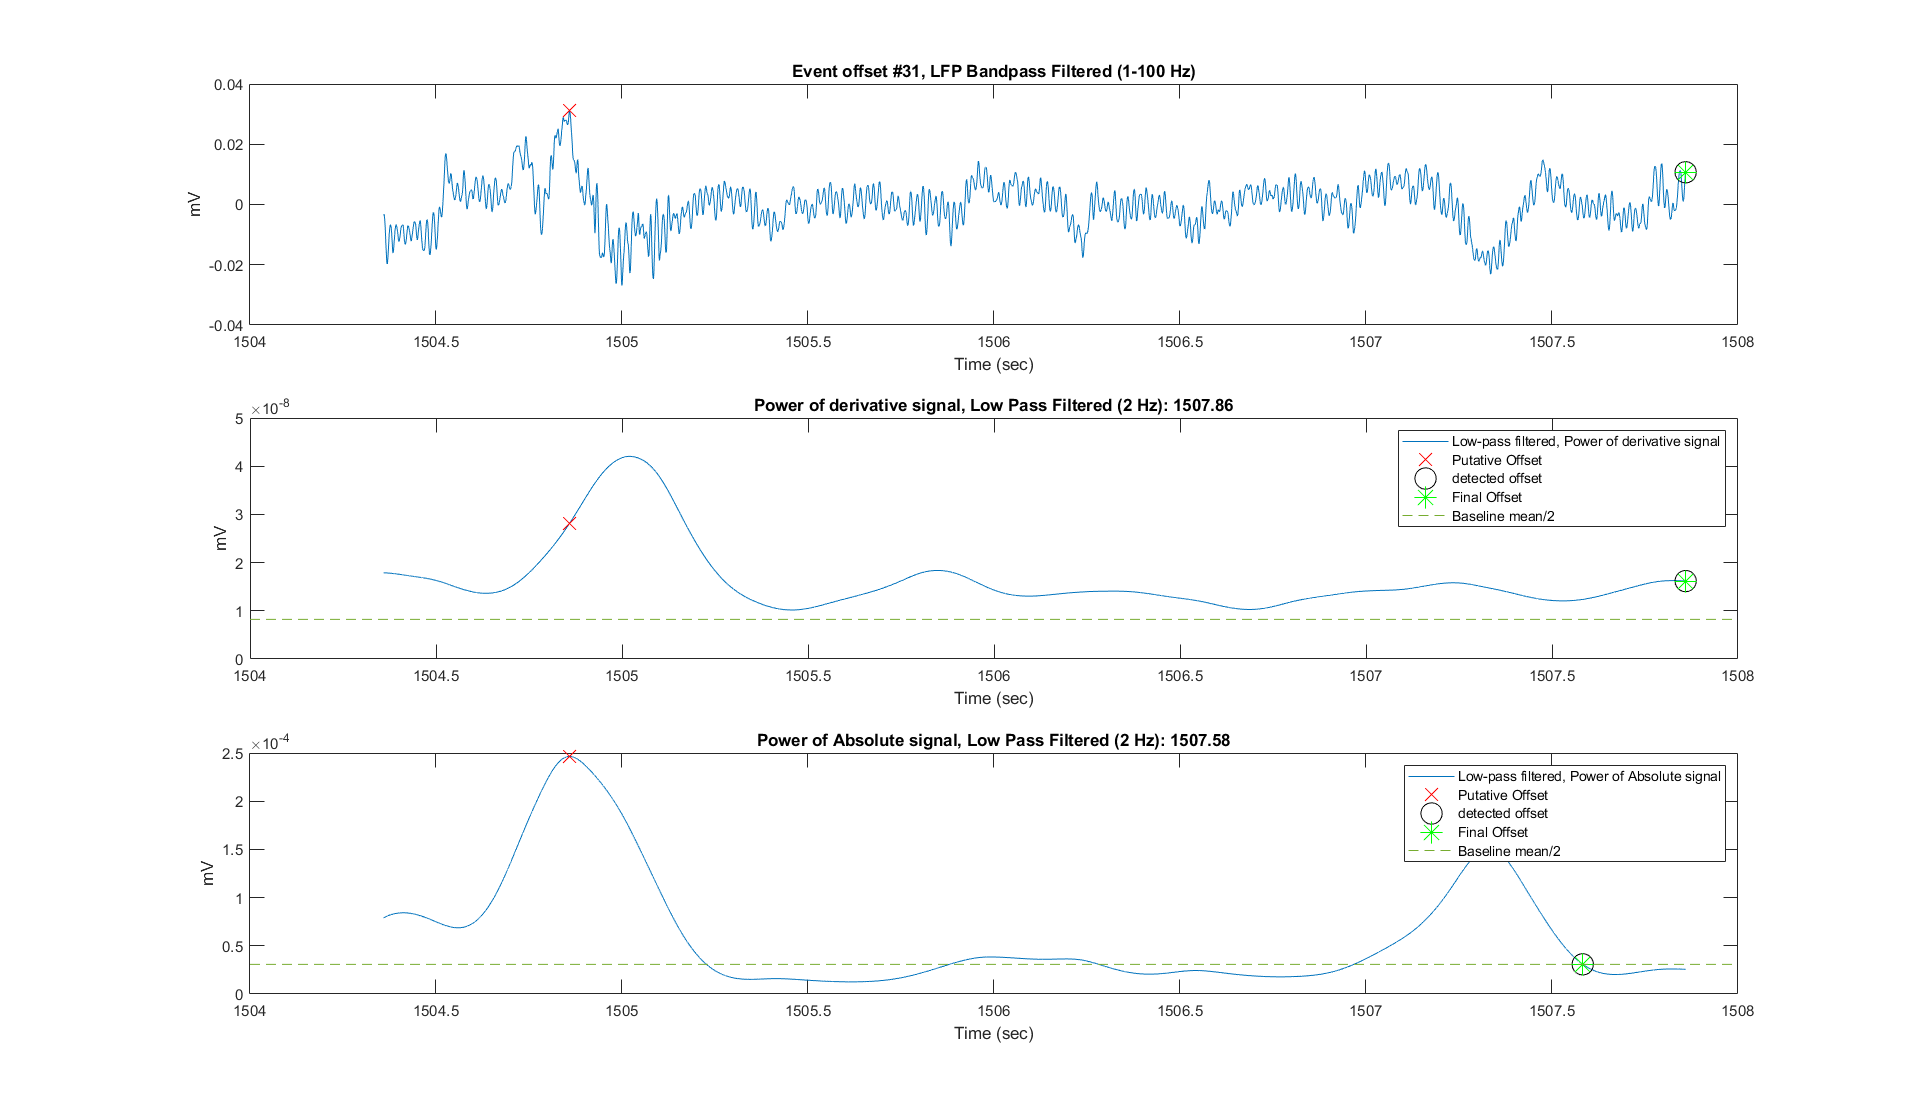 Event offset #31, LFP Bandpass Filtered (1-100 Hz)
0.04
0.02
0
-0.02
-0.04
mV
1504
1504.5
1505
1505.5
1506
1506.5
1507
1507.5
1508
Time (sec)
×10-8
Power of derivative signal, Low Pass Filtered (2 Hz): 1507.86
5
4
3
2
1
0
mV
Low-pass filtered, Power of derivative signal
Putative Offset
detected offset
Final Offset
Baseline mean/2
1504
1504.5
1505
1505.5
1506
1506.5
1507
1507.5
1508
Time (sec)
×10-4
Power of Absolute signal, Low Pass Filtered (2 Hz): 1507.58
2.5
2
1.5
1
0.5
0
mV
Low-pass filtered, Power of Absolute signal
Putative Offset
detected offset
Final Offset
Baseline mean/2
1504
1504.5
1505
1505.5
1506
1506.5
1507
1507.5
1508
Time (sec)